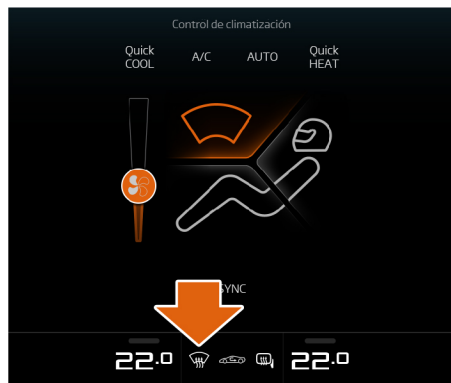 Control de climatización
Quick
COOL
A/C
AUTO
Quick
HEAT
SYNC
22.0
22.0